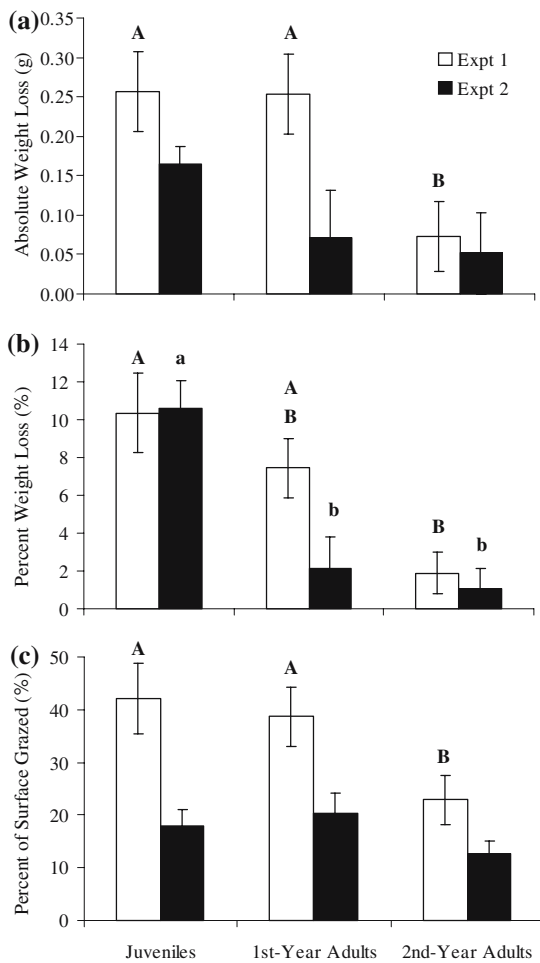 (a)
Absolute Weight Loss (g)
0.35
0.30
0.25
0.20
0.15
0.10
0.05
0.00
A
A
B
Expt 1
Expt 2
(b)
Percent Weight Loss (%)
14
12
10
8
6
4
2
0
A
a
A
B
b
B
b
(c)
Percent of Surface Grazed (%)
50
40
30
20
10
0
A
A
B
Juveniles
1st-Year Adults
2nd-Year Adults